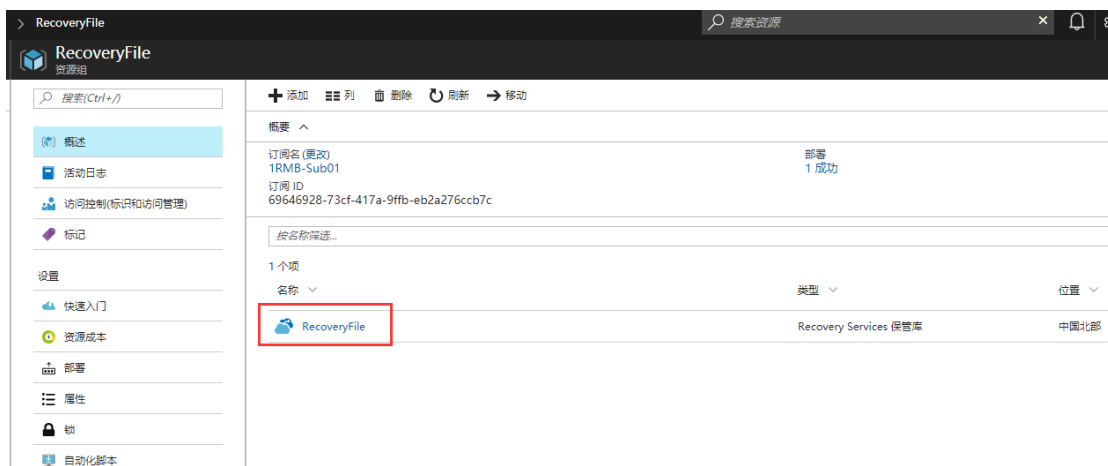 RecoveryFile
搜索资源
RecoveryFile
资源组
搜索(Ctrl+/)
添加 列 删除 刷新 移动
概要
概述
活动日志
访问控制(标识和访问管理)
标记
设置
快速入门
资源成本
部署
属性
锁
自动化脚本
订阅名 (更改)
1RMB-Sub01
部署
1 成功
订阅 ID
69646928-73cf-417a-9ffb-eb2a276ccb7c
按名称筛选...
1 个项
名称 类型 位置
RecoveryFile Recovery Services 保管库 中国北部